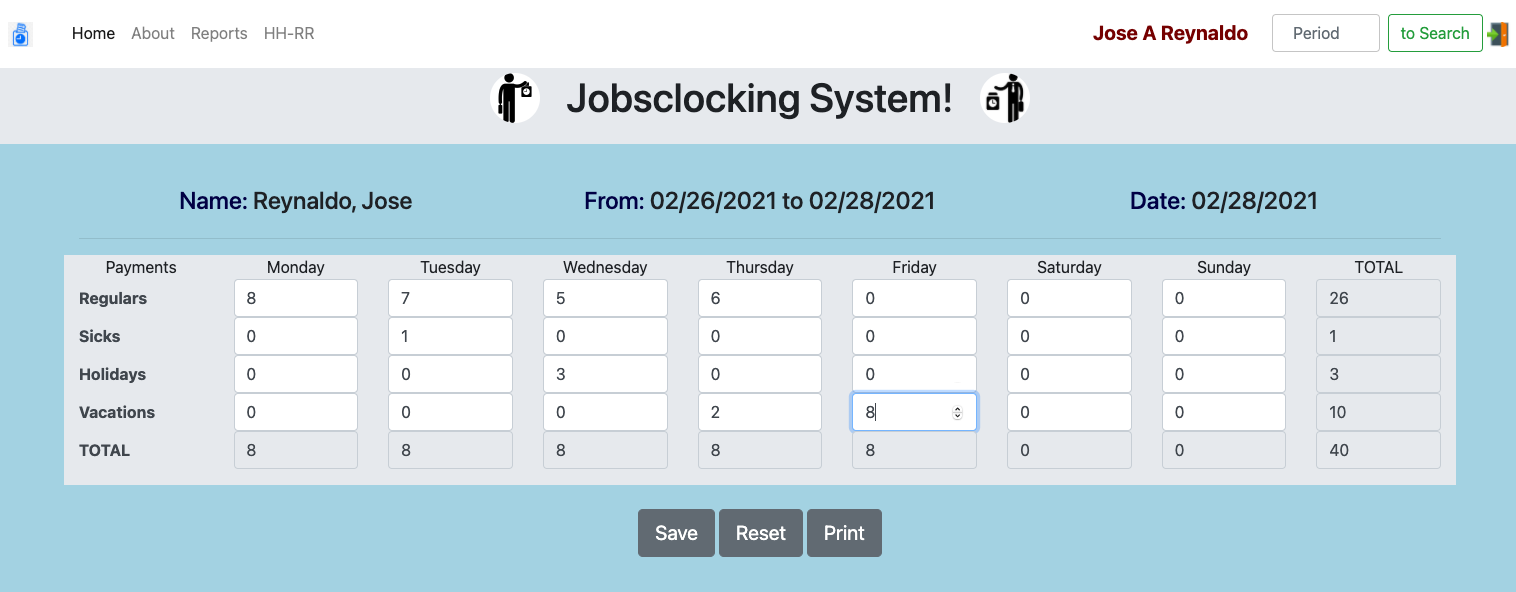 Home About Reports HH-RR Jose A Reynaldo Period to Search
Jobsclocking System!
Name: Reynaldo, Jose From: 02/26/2021 to 02/28/2021 Date: 02/28/2021
Payments Monday Tuesday Wednesday Thursday Friday Saturday Sunday TOTAL
Regulars 8 7 5 6 0 0 0 26
Sicks 0 1 0 0 0 0 0 1
Holidays 0 0 3 0 0 0 0 3
Vacations 0 0 0 2 8 0 0 10
TOTAL 8 8 8 8 8 0 0 40
Save Reset Print